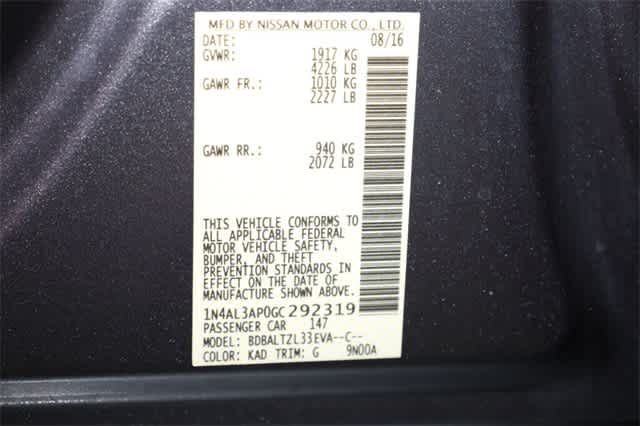 MFD BY NISSAN MOTOR CO., LTD.
DATE: 08/16
GVWR: 1917 KG
4226 LB
GAWR FR.: 1010 KG
2227 LB
GAWR RR.: 940 KG
2072 LB
THIS VEHICLE CONFORMS TO
ALL APPLICABLE FEDERAL
MOTOR VEHICLE SAFETY,
BUMPER, AND THEFT
PREVENTION STANDARDS IN
EFFECT ON THE DATE OF
MANUFACTURE SHOWN ABOVE.
1N4AL3AP0GC292319
PASSENGER CAR 147
MODEL: BDBALTZL33EVA--C--
COLOR: KAD TRIM: G 9N00A